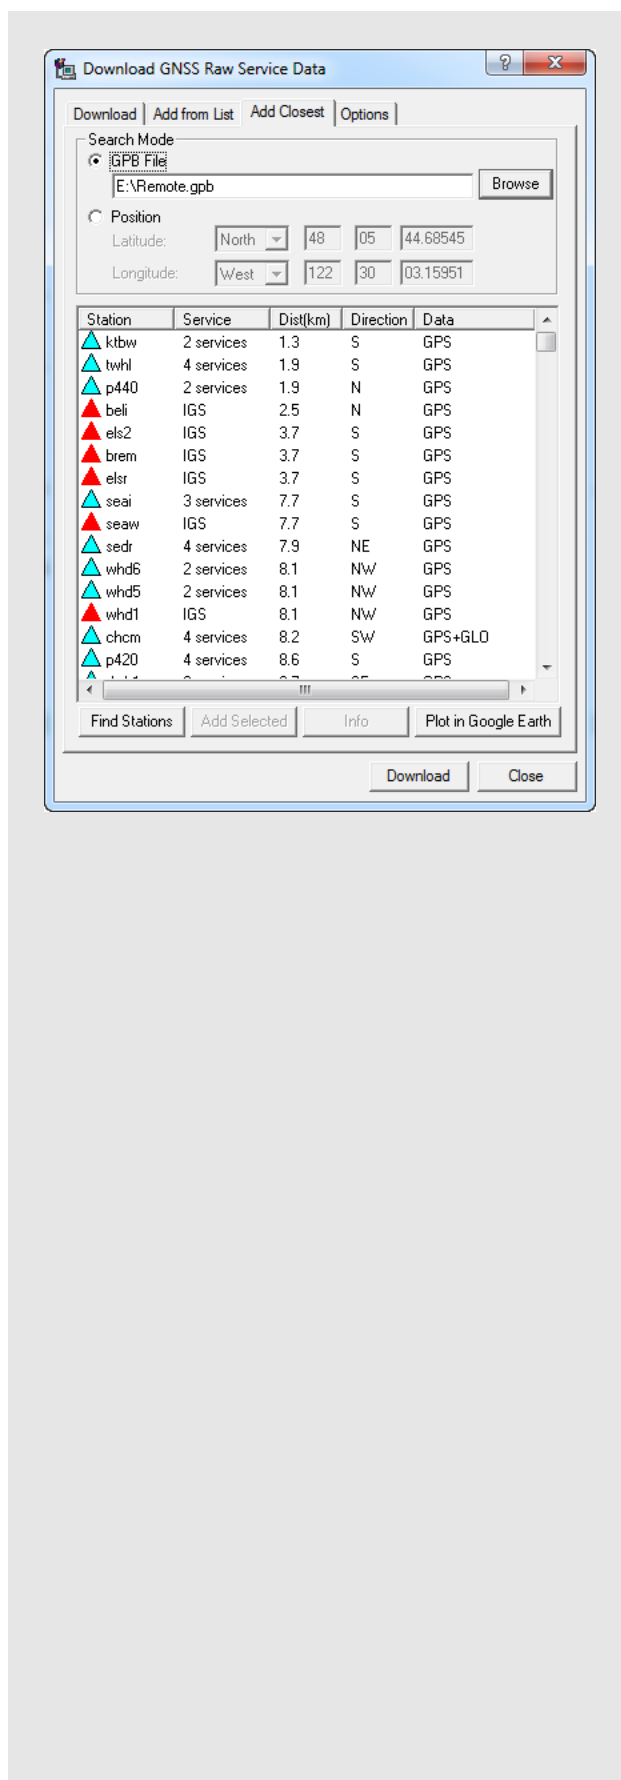 Download GNSS Raw Service Data
Download Add from List Add Closest Options
Search Mode
GPB File
E:\Remote.gpb Browse
Position
Latitude: North 48 05 44.68545
Longitude: West 122 30 03.15951
Station Service Dist(km) Direction Data
ktbw 2 services 1.3 S GPS
twhl 4 services 1.9 S GPS
p440 2 services 1.9 N GPS
beli IGS 2.5 N GPS
els2 IGS 3.7 S GPS
brem IGS 3.7 S GPS
elsr IGS 3.7 S GPS
seai 3 services 7.7 S GPS
seaw IGS 7.7 S GPS
sedr 4 services 7.9 NE GPS
whd6 2 services 8.1 NW GPS
whd5 2 services 8.1 NW GPS
whd1 IGS 8.1 NW GPS
chcm 4 services 8.2 SW GPS+GLO
p420 4 services 8.6 S GPS
Find Stations Add Selected Info Plot in Google Earth
Download Close